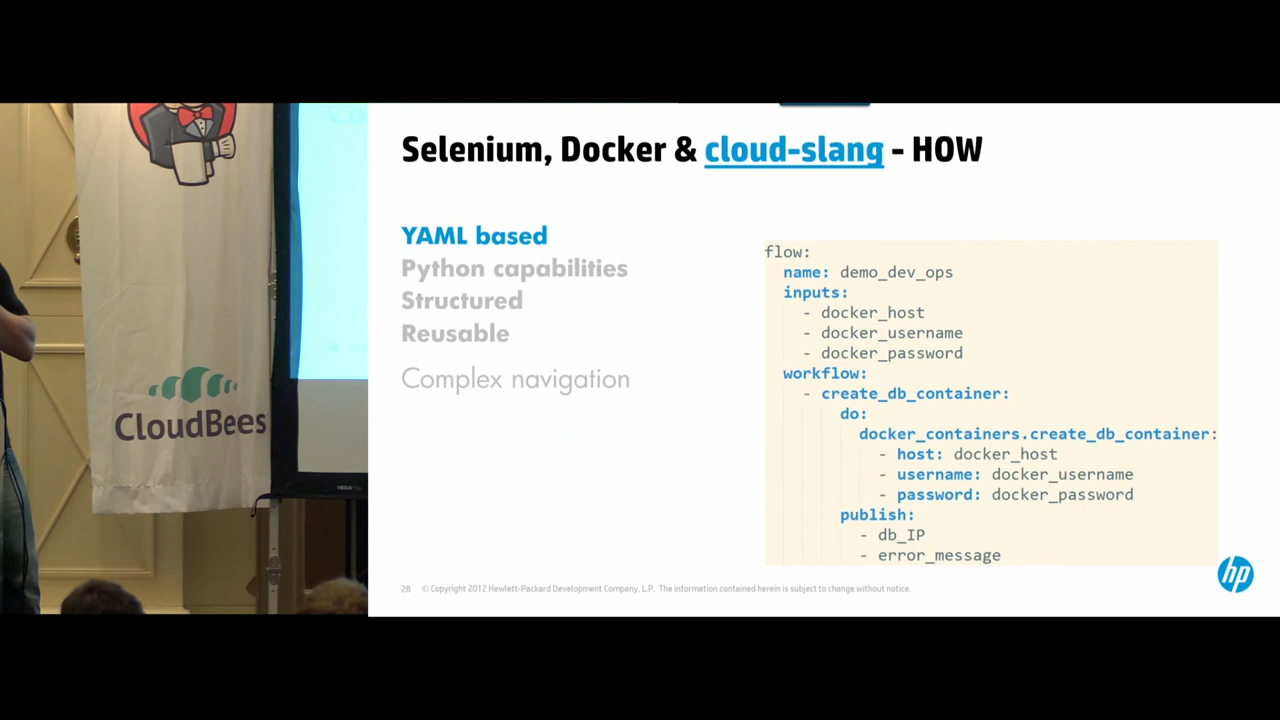 Selenium, Docker & cloud-slang - HOW
YAML based
Python capabilities
Structured
Reusable
Complex navigation
flow:
name: demo_dev_ops
inputs:
- docker_host
- docker_username
- docker_password
workflow:
- create_db_container:
do:
docker_containers.create_db_container:
- host: docker_host
- username: docker_username
- password: docker_password
publish:
- db_IP
- error_message
28 © Copyright 2012 Hewlett-Packard Development Company, L.P. The information contained herein is subject to change without notice.
hp
CloudBees